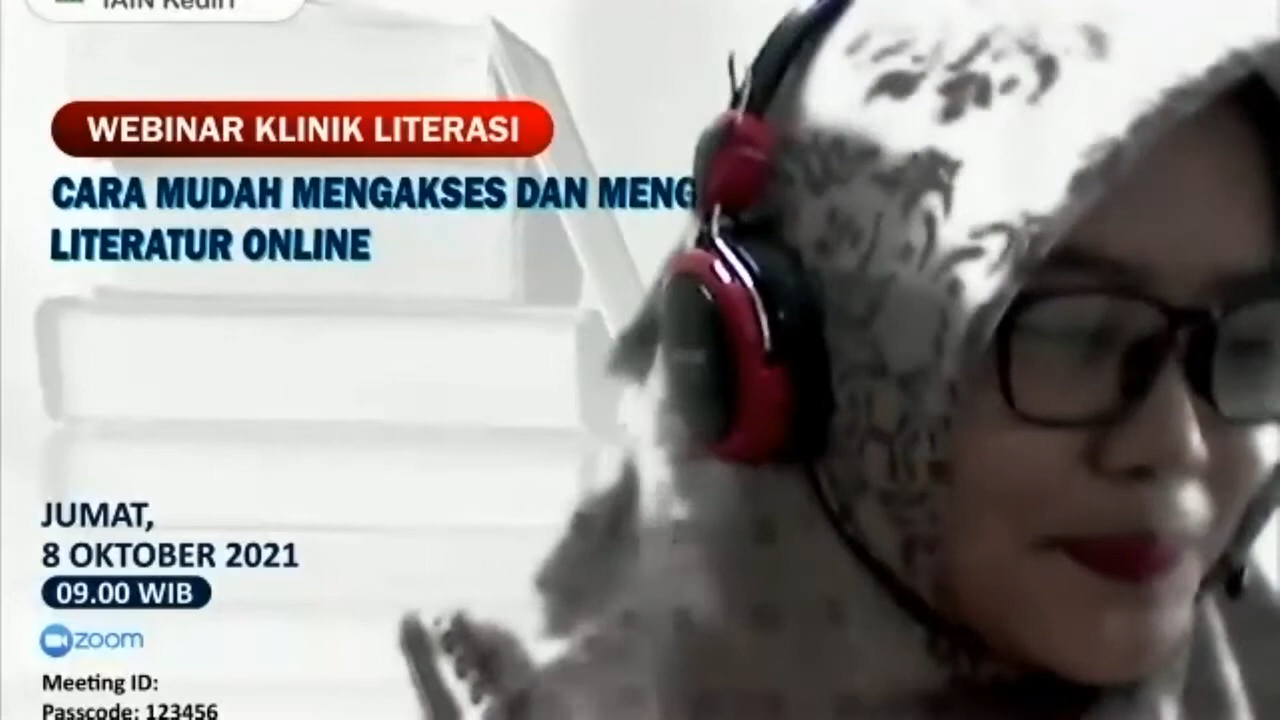 IAIN Kediri
WEBINAR KLINIK LITERASI
CARA MUDAH MENGAKSES DAN MENG
LITERATUR ONLINE
JUMAT,
8 OKTOBER 2021
09.00 WIB
zoom
Meeting ID:
Passcode: 123456